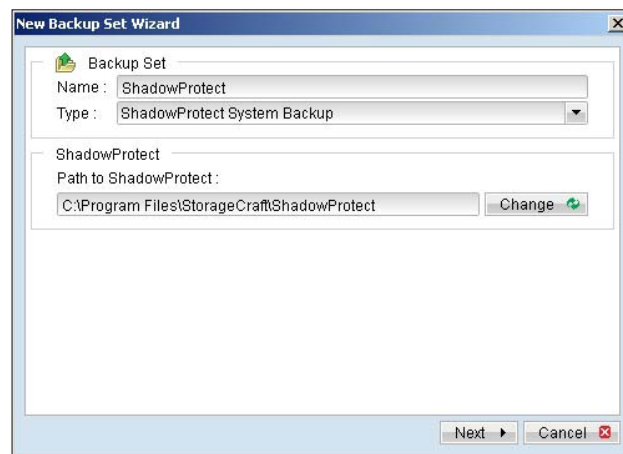 New Backup Set Wizard
Backup Set
Name : ShadowProtect
Type : ShadowProtect System Backup
ShadowProtect
Path to ShadowProtect :
C:\Program Files\StorageCraft\ShadowProtect Change
Next Cancel